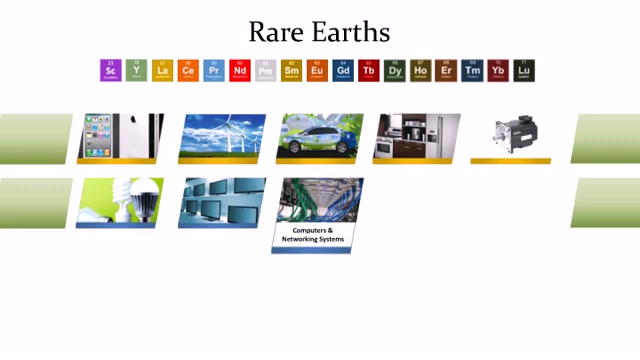 Rare Earths
Sc Y La Ce Pr Nd Pm Sm Eu Gd Tb Dy Ho Er Tm Yb Lu
Computers &
Networking Systems